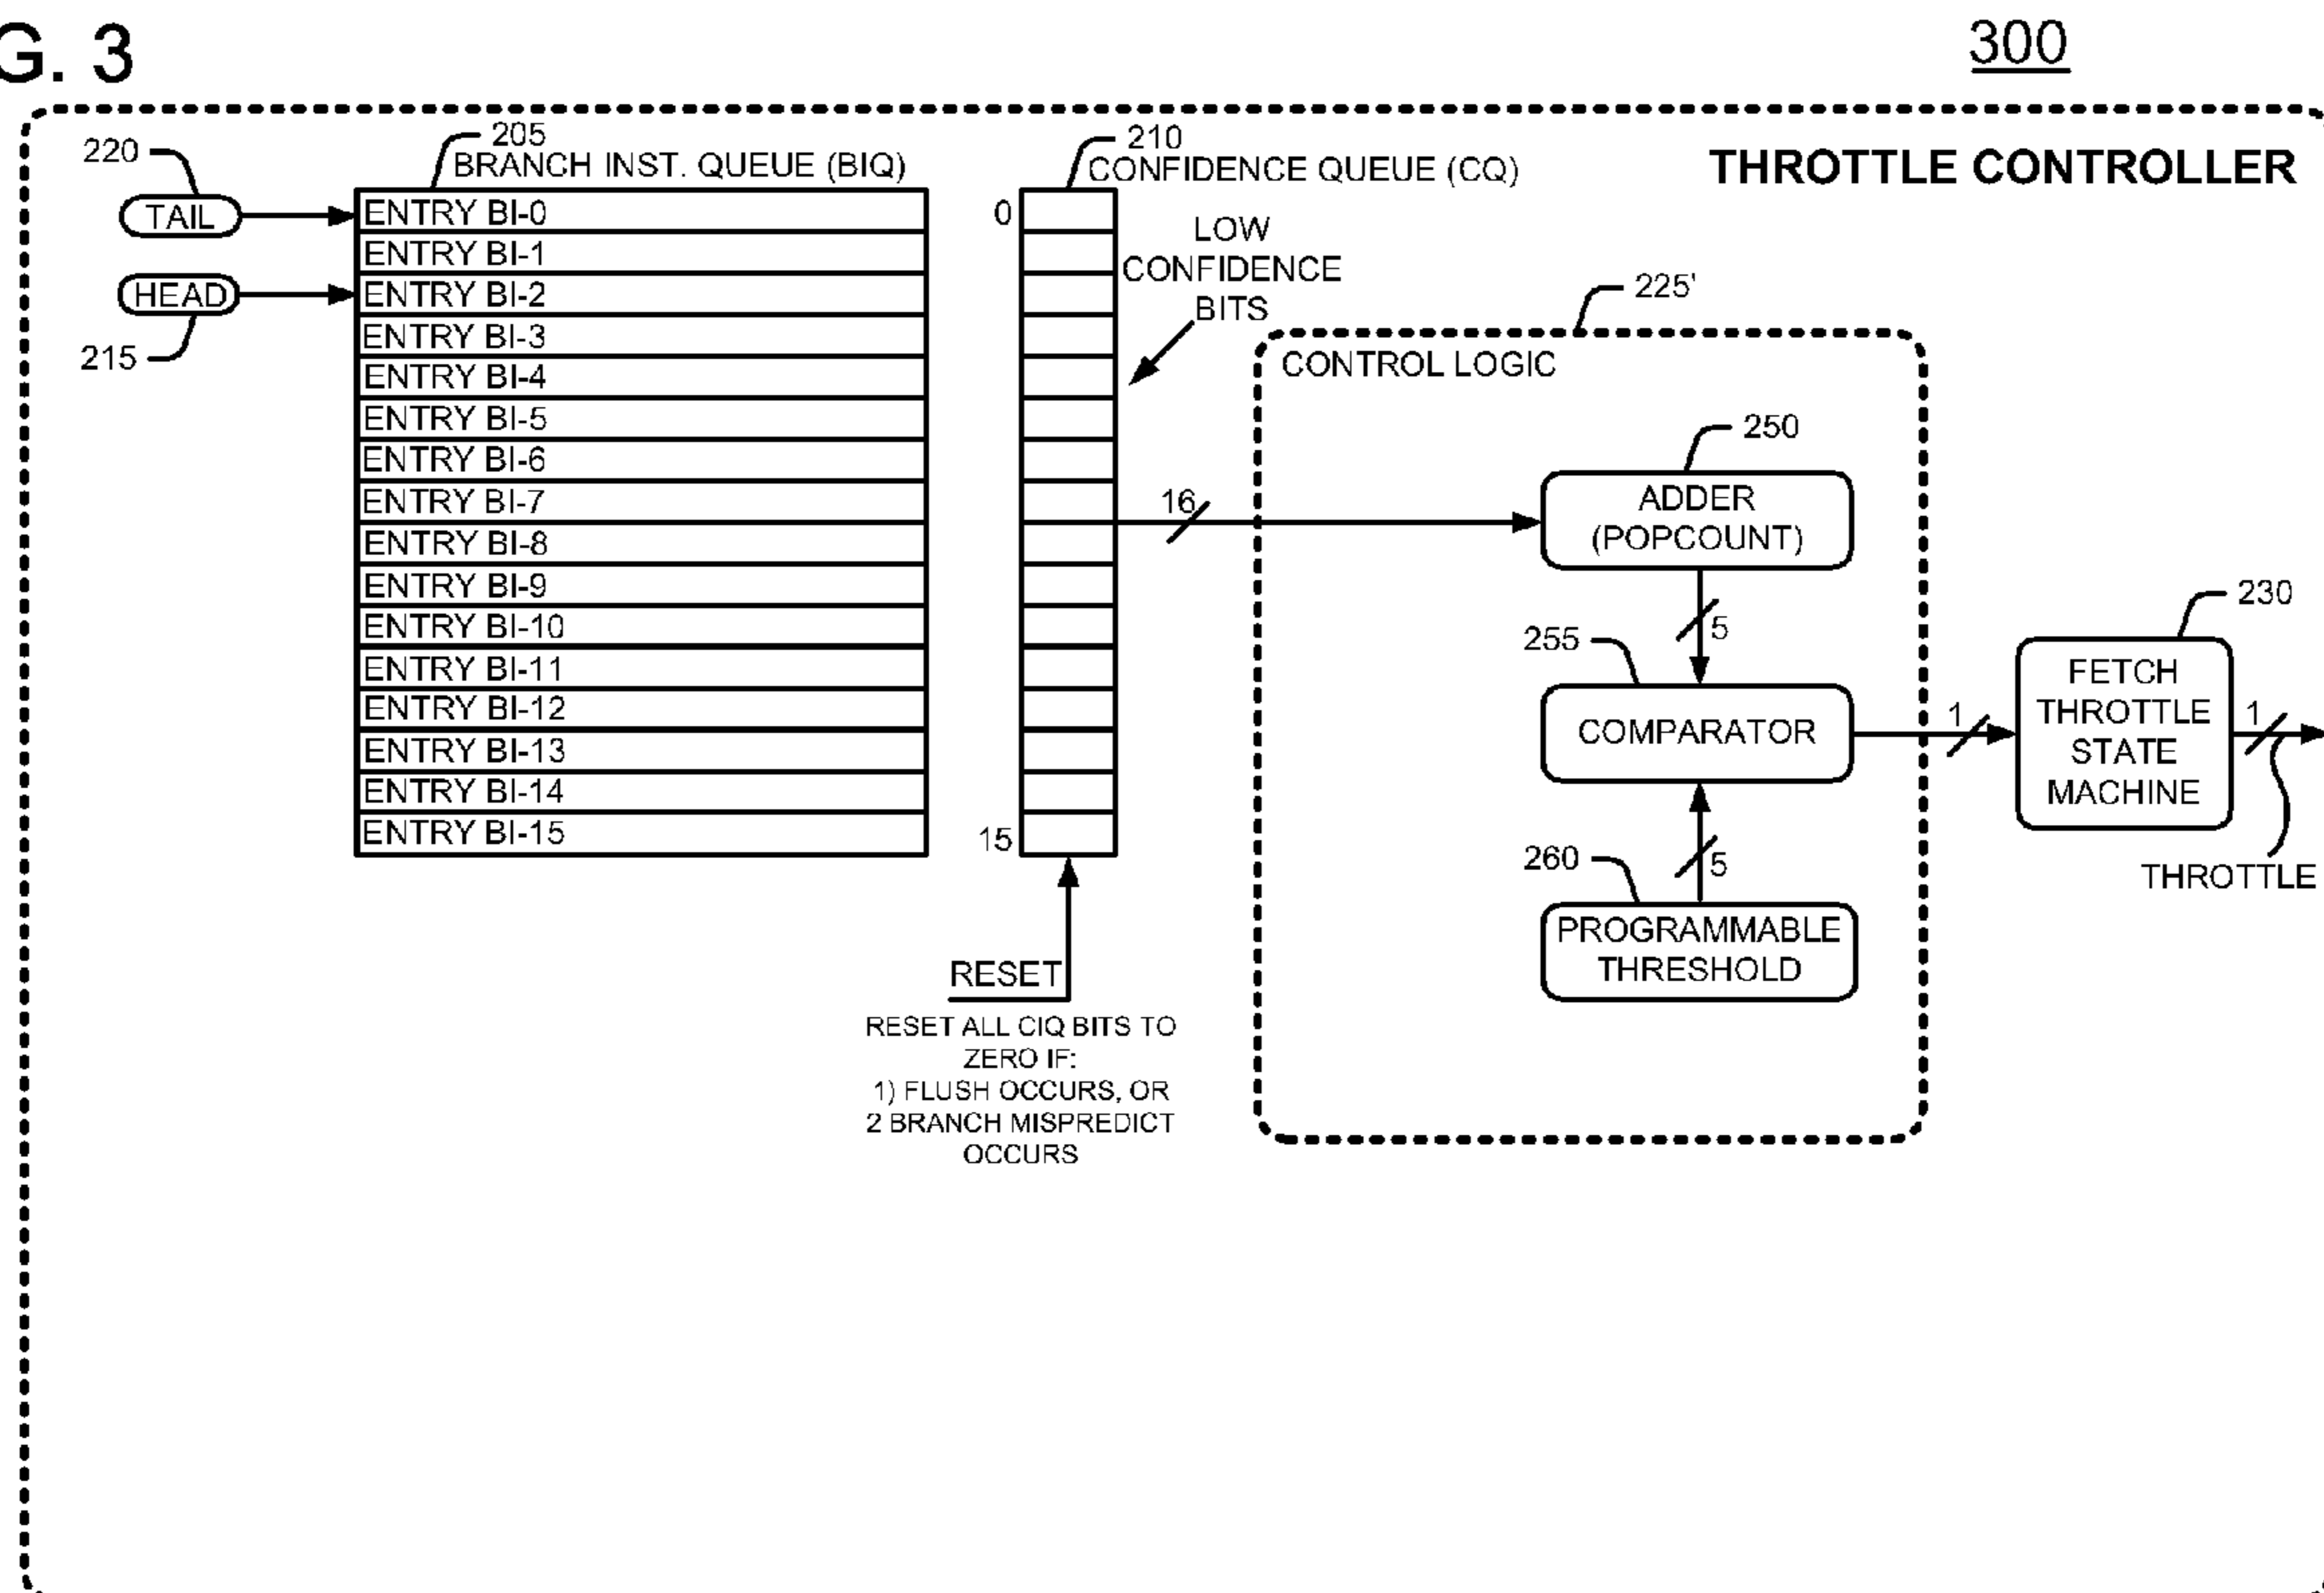 G. 3
300
220
205
BRANCH INST. QUEUE (BIQ)
210
CONFIDENCE QUEUE (CQ)
THROTTLE CONTROLLER
TAIL
HEAD
215
ENTRY BI-0
ENTRY BI-1
ENTRY BI-2
ENTRY BI-3
ENTRY BI-4
ENTRY BI-5
ENTRY BI-6
ENTRY BI-7
ENTRY BI-8
ENTRY BI-9
ENTRY BI-10
ENTRY BI-11
ENTRY BI-12
ENTRY BI-13
ENTRY BI-14
ENTRY BI-15
0
15
LOW
CONFIDENCE
BITS
16
RESET
RESET ALL CIQ BITS TO
ZERO IF:
1) FLUSH OCCURS, OR
2 BRANCH MISPREDICT
OCCURS
225'
CONTROL LOGIC
250
ADDER
(POPCOUNT)
5
255
COMPARATOR
5
260
PROGRAMMABLE
THRESHOLD
1
230
FETCH
THROTTLE
STATE
MACHINE
1
THROTTLE